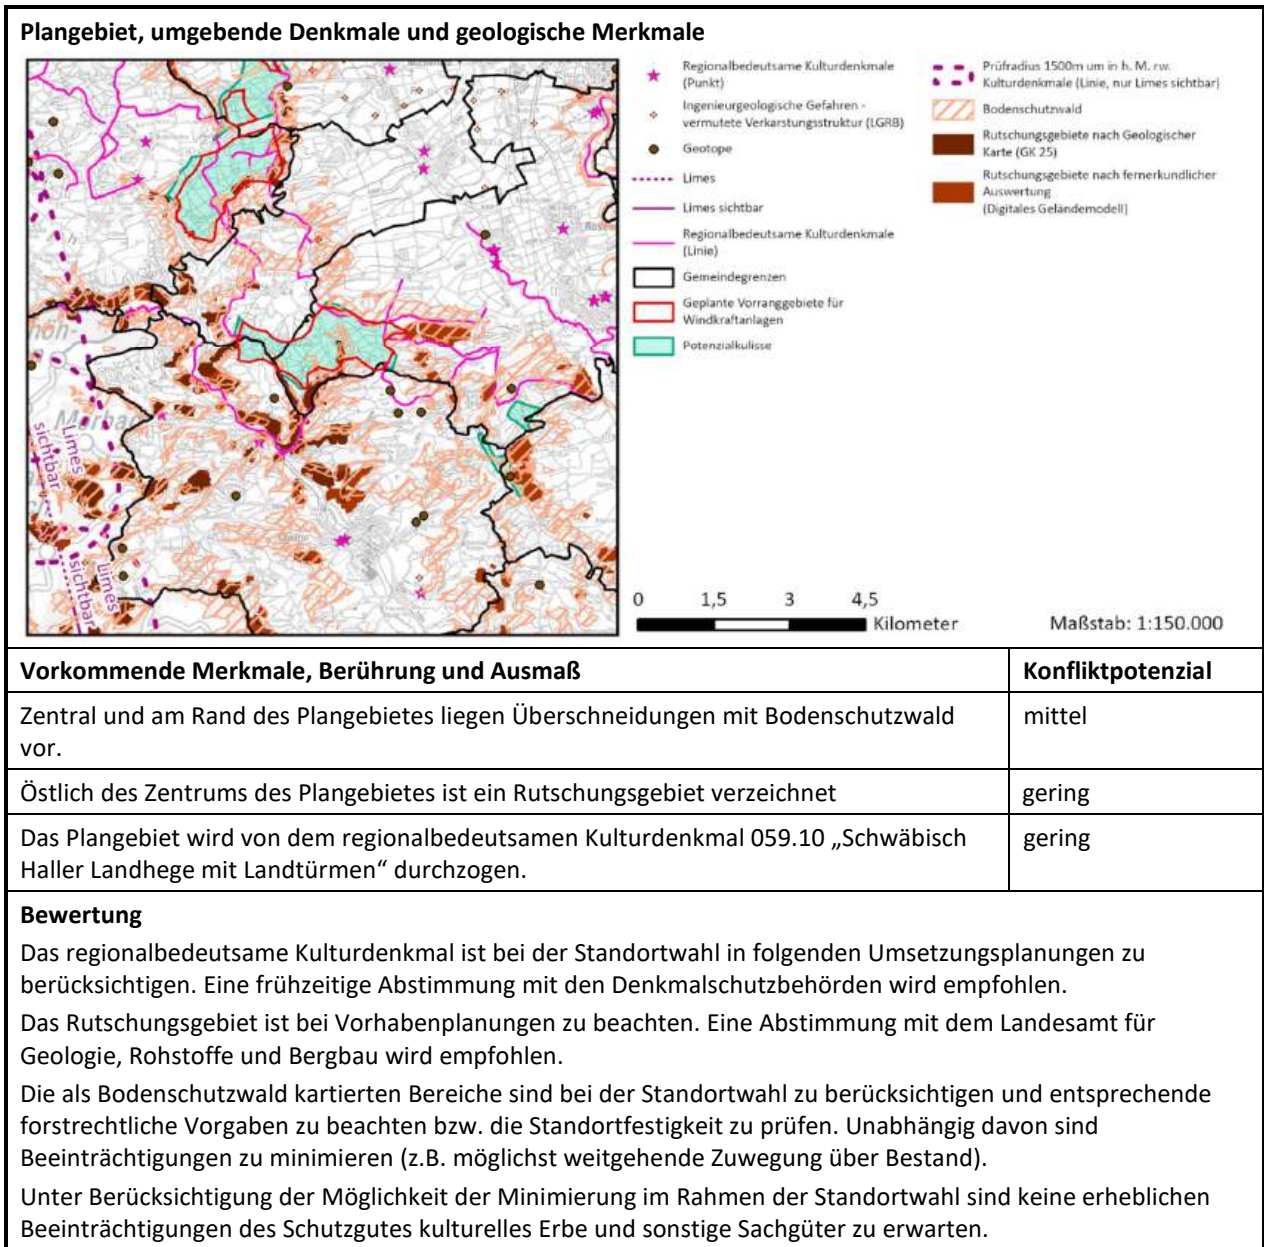 Plangebiet, umgebende Denkmale und geologische Merkmale
Regionalbedeutsame Kulturdenkmale
(Punkt)
Ingenieurgeologische Gefahren -
vermutete Verkarstungsstruktur (LGRB)
Geotope
Limes
Limes sichtbar
Regionalbedeutsame Kulturdenkmale
(Linie)
Gemeindegrenzen
Geplante Vorranggebiete für
Windkraftanlagen
Potenzialkulisse
Prüfradius 1500m um in h. M. rw.
Kulturdenkmale (Linie, nur Limes sichtbar)
Bodenschutzwald
Rutschungsgebiete nach Geologischer
Karte (GK 25)
Rutschungsgebiete nach fernerkundlicher
Auswertung
(Digitales Geländemodell)
Limes
sichtbar
Limes
sichtbar
0 1,5 3 4,5
Kilometer
Maßstab: 1:150.000
Vorkommende Merkmale, Berührung und Ausmaß Konfliktpotenzial
Zentral und am Rand des Plangebietes liegen Überschneidungen mit Bodenschutzwald mittel
vor.
Östlich des Zentrums des Plangebietes ist ein Rutschungsgebiet verzeichnet gering
Das Plangebiet wird von dem regionalbedeutsamen Kulturdenkmal 059.10 „Schwäbisch gering
Haller Landhege mit Landtürmen“ durchzogen.
Bewertung
Das regionalbedeutsame Kulturdenkmal ist bei der Standortwahl in folgenden Umsetzungsplanungen zu
berücksichtigen. Eine frühzeitige Abstimmung mit den Denkmalschutzbehörden wird empfohlen.
Das Rutschungsgebiet ist bei Vorhabenplanungen zu beachten. Eine Abstimmung mit dem Landesamt für
Geologie, Rohstoffe und Bergbau wird empfohlen.
Die als Bodenschutzwald kartierten Bereiche sind bei der Standortwahl zu berücksichtigen und entsprechende
forstrechtliche Vorgaben zu beachten bzw. die Standortfestigkeit zu prüfen. Unabhängig davon sind
Beeinträchtigungen zu minimieren (z.B. möglichst weitgehende Zuwegung über Bestand).
Unter Berücksichtigung der Möglichkeit der Minimierung im Rahmen der Standortwahl sind keine erheblichen
Beeinträchtigungen des Schutzgutes kulturelles Erbe und sonstige Sachgüter zu erwarten.